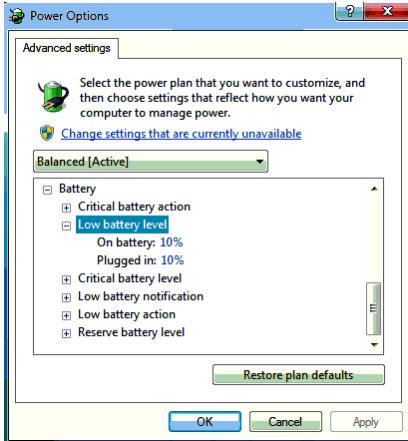 Power Options
Advanced settings
Select the power plan that you want to customize, and
then choose settings that reflect how you want your
computer to manage power.
Change settings that are currently unavailable
Balanced [Active]
Battery
Critical battery action
Low battery level
On battery: 10%
Plugged in: 10%
Critical battery level
Low battery notification
Low battery action
Reserve battery level
Restore plan defaults
OK Cancel Apply